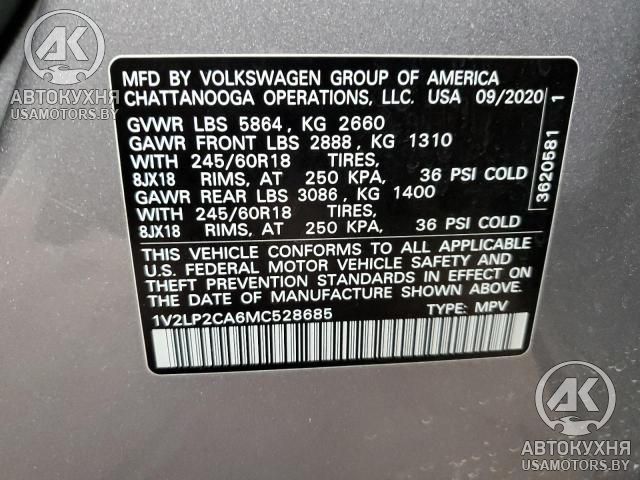 AK
АВТОКУХНЯ
USAMOTORS.BY
MFD BY VOLKSWAGEN GROUP OF AMERICA
CHATTANOOGA OPERATIONS, LLC. USA 09/2020
GVWR LBS 5864, KG 2660
GAWR FRONT LBS 2888, KG 1310
WITH 245/60R18 TIRES,
8JX18 RIMS, AT 250 KPA, 36 PSI COLD
GAWR REAR LBS 3086, KG 1400
WITH 245/60R18 TIRES,
8JX18 RIMS, AT 250 KPA, 36 PSI COLD
THIS VEHICLE CONFORMS TO ALL APPLICABLE
U.S. FEDERAL MOTOR VEHICLE SAFETY AND
THEFT PREVENTION STANDARDS IN EFFECT ON
THE DATE OF MANUFACTURE SHOWN ABOVE.
1V2LP2CA6MC528685 TYPE: MPV
3620581 1
AK
АВТОКУХНЯ
USAMOTORS.BY